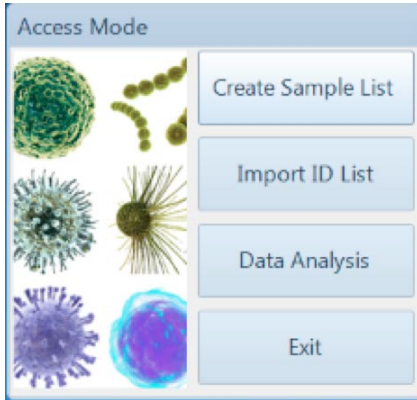 Access Mode
Create Sample List
Import ID List
Data Analysis
Exit